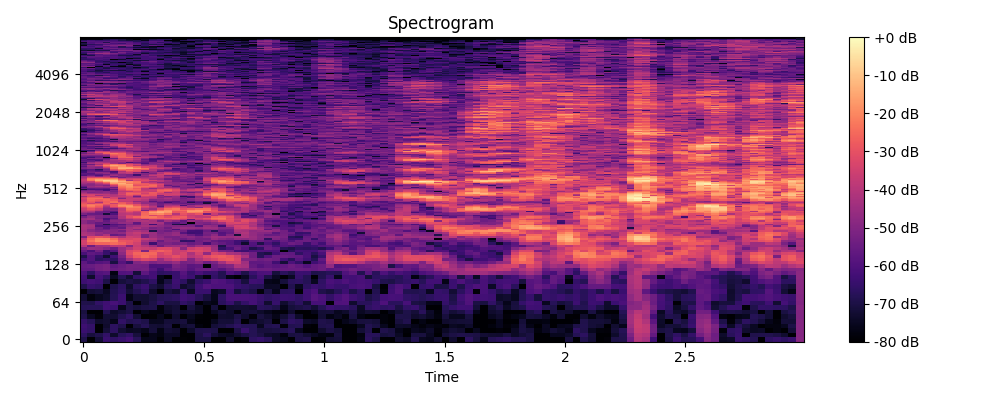 Spectrogram
Hz
4096
2048
1024
512
256
128
64
0
0
0.5
1
1.5
2
2.5
Time
+0 dB
-10 dB
-20 dB
-30 dB
-40 dB
-50 dB
-60 dB
-70 dB
-80 dB